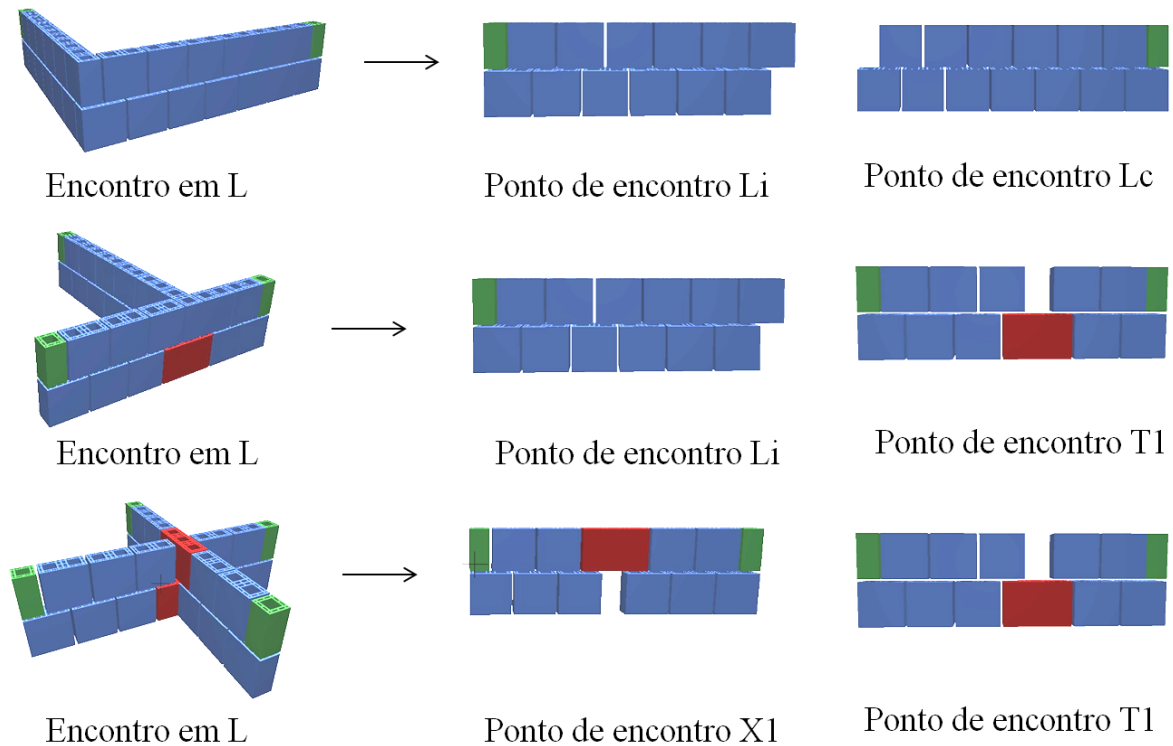 Encontro em L
Ponto de encontro Li
Ponto de encontro Lc
Encontro em L
Ponto de encontro Li
Ponto de encontro T1
Encontro em L
Ponto de encontro X1
Ponto de encontro T1